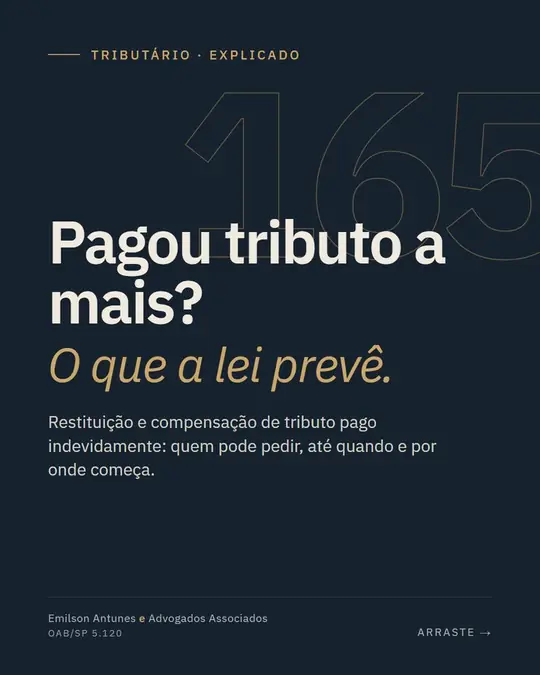 TRIBUTÁRIO · EXPLICADO
165
Pagou tributo a
mais?
O que a lei prevê.
Restituição e compensação de tributo pago
indevidamente: quem pode pedir, até quando e por
onde começa.
Emilson Antunes e Advogados Associados
OAB/SP 5.120
ARRASTE →